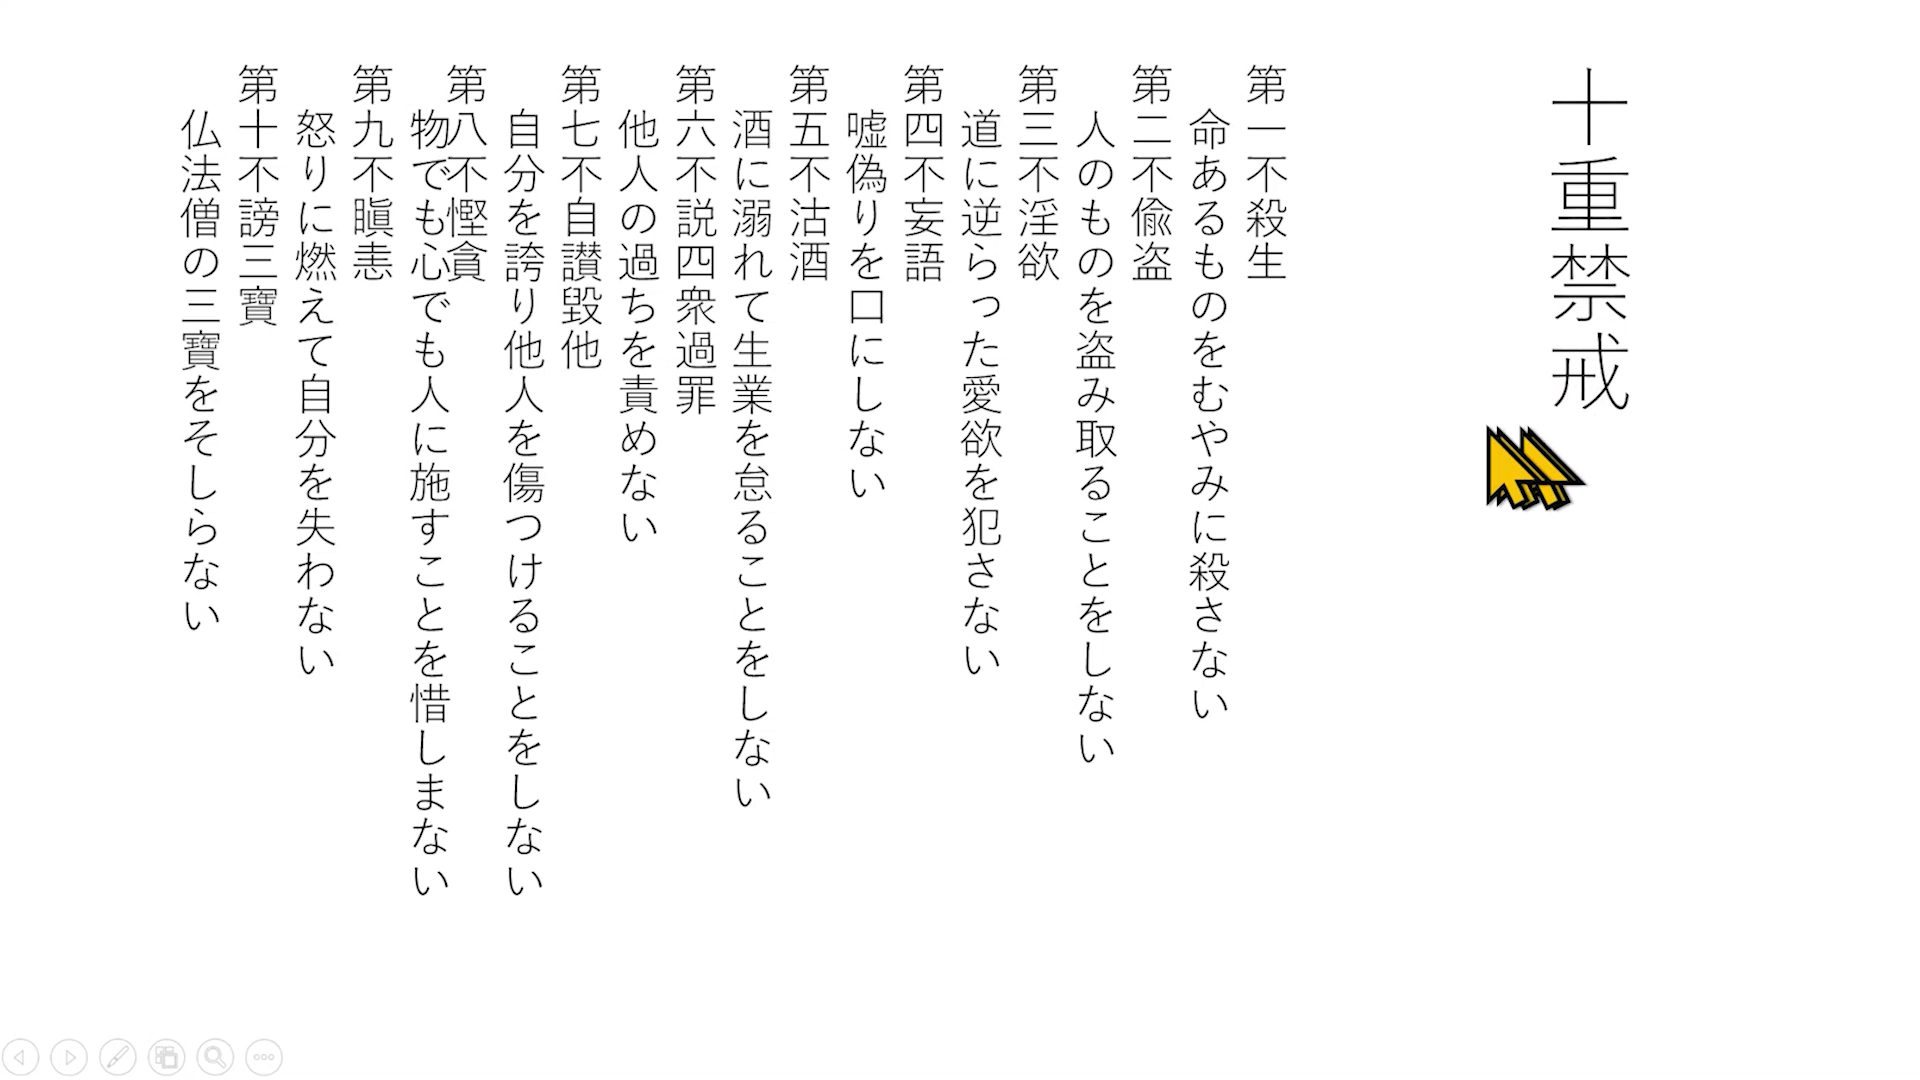 十重禁戒
第一不殺生
命あるものをむやみに殺さない
第二不偸盗
人のものを盗み取ることをしない
第三不淫欲
道に逆らった愛欲を犯さない
第四不妄語
嘘偽りを口にしない
第五不沽酒
酒に溺れて生業を怠ることをしない
第六不説四衆過罪
他人の過ちを責めない
第七不自讃毀他
自分を誇り他人を傷つけることをしない
第八不慳貪
物でも心でも人に施すことを惜しまない
第九不瞋恚
怒りに燃えて自分を失わない
第十不謗三寶
仏法僧の三寶をそしらない